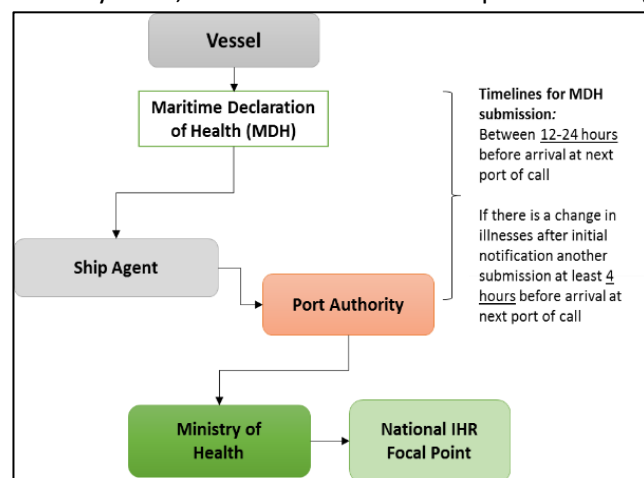 Vessel
Maritime Declaration
of Health (MDH)
Timelines for MDH
submission:
Between 12-24 hours
before arrival at next
port of call
If there is a change in
illnesses after initial
notification another
submission at least 4
hours before arrival at
next port of call
Ship Agent
Port Authority
Ministry of
Health
National IHR
Focal Point